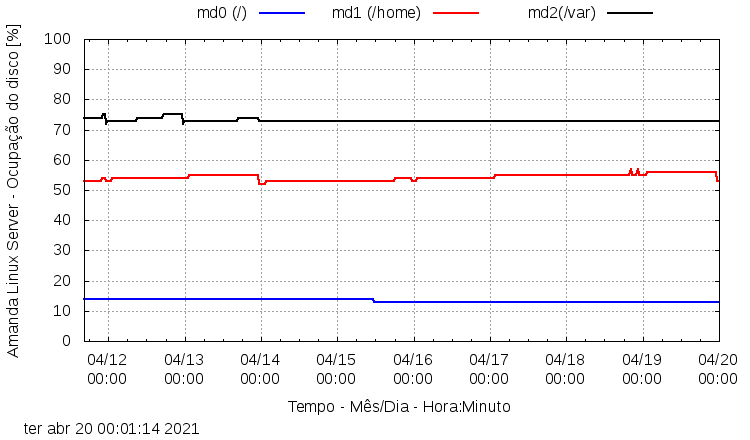 md0 (/) md1 (/home) md2(/var)
Amanda Linux Server - Ocupação do disco [%]
100
90
80
70
60
50
40
30
20
10
0
04/12 04/13 04/14 04/15 04/16 04/17 04/18 04/19 04/20
00:00 00:00 00:00 00:00 00:00 00:00 00:00 00:00 00:00
Tempo - Mês/Dia - Hora:Minuto
ter abr 20 00:01:14 2021